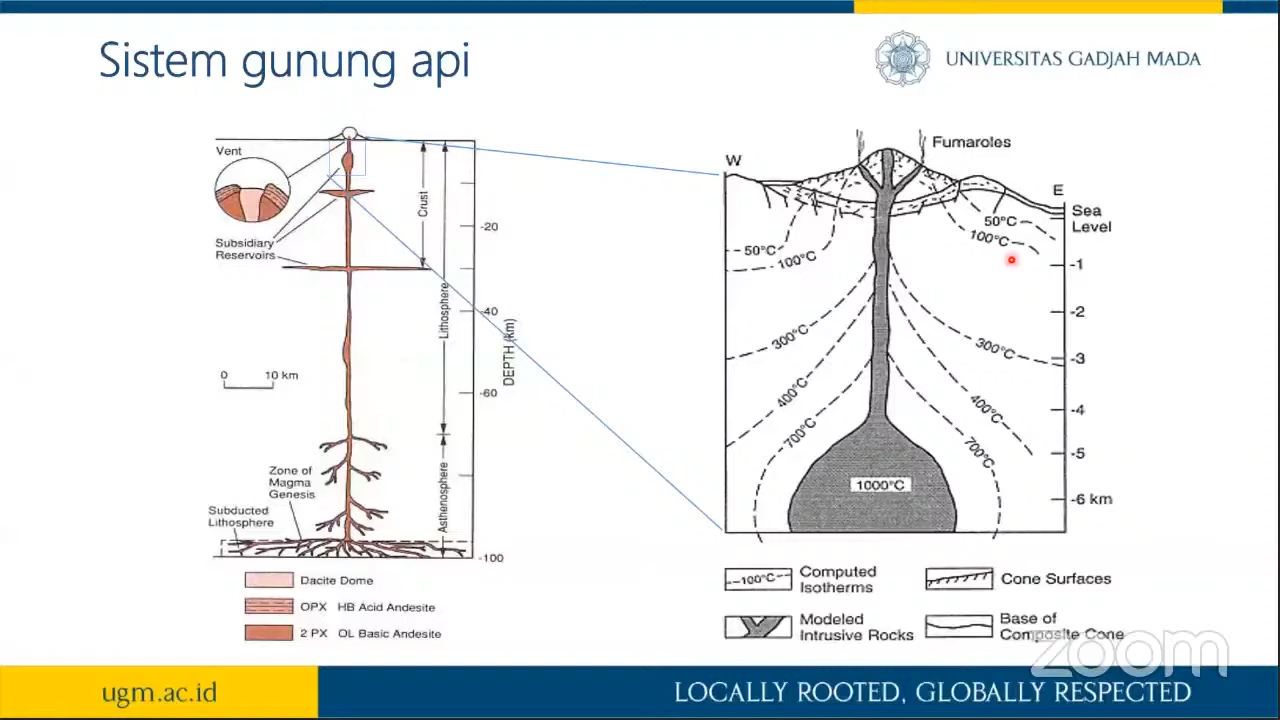 Sistem gunung api
UNIVERSITAS GADJAH MADA
Vent
Subsidiary
Reservoirs
Crust
Lithosphere
Asthenosphere
-20
-40
-60
-100
DEPTH (km)
0 10 km
Zone of
Magma
Genesis
Subducted
Lithosphere
Dacite Dome
OPX HB Acid Andesite
2 PX OL Basic Andesite
Fumaroles
W
E
Sea
Level
50°C
100°C
50°C
100°C
-1
-2
300°C
300°C
-3
400°C
400°C
-4
700°C
700°C
-5
1000°C
-6 km
-100°C-
Computed
Isotherms
Cone Surfaces
Modeled
Intrusive Rocks
Base of
Composite Cone
zoom
ugm.ac.id
LOCALLY ROOTED, GLOBALLY RESPECTED